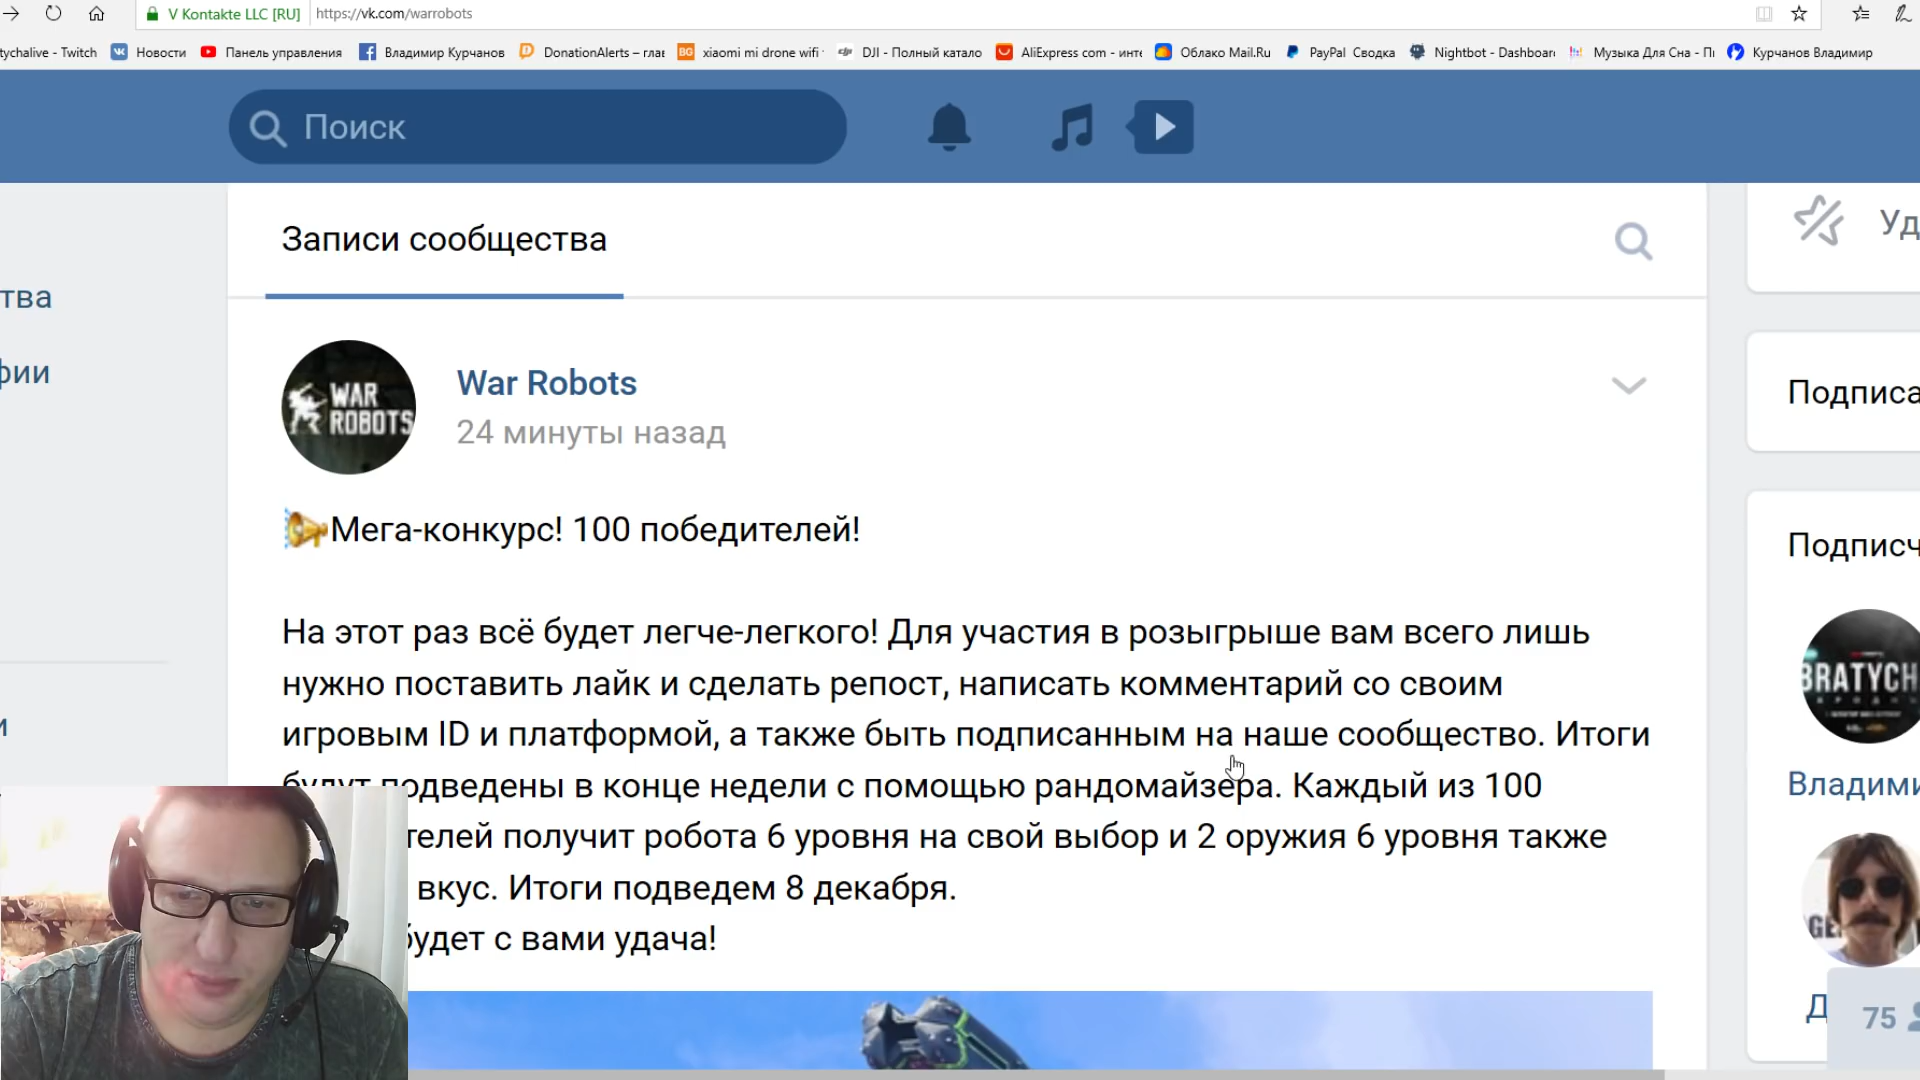 V Kontakte LLC [RU] https://vk.com/warrobots
tychalive - Twitch Новости Панель управления Владимир Курчанов DonationAlerts – глав xiaomi mi drone wifi DJI - Полный катало AliExpress com - инте Облако Mail.Ru PayPal Сводка Nightbot - Dashboard Музыка Для Сна - П Курчанов Владимир
Поиск
Записи сообщества
Уд
тва
фии
War Robots
24 минуты назад
WAR
ROBOTS
Подписа
Мега-конкурс! 100 победителей!
Подписч
На этот раз всё будет легче-легкого! Для участия в розыгрыше вам всего лишь
нужно поставить лайк и сделать репост, написать комментарий со своим
игровым ID и платформой, а также быть подписанным на наше сообщество. Итоги
будут подведены в конце недели с помощью рандомайзера. Каждый из 100
телей получит робота 6 уровня на свой выбор и 2 оружия 6 уровня также
вкус. Итоги подведем 8 декабря.
будет с вами удача!
и
BRATYCH
Владими
Д
75